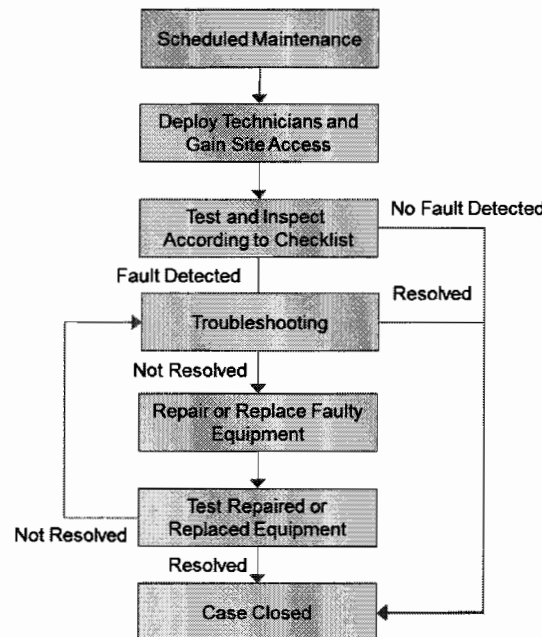 Scheduled Maintenance
Deploy Technicians and
Gain Site Access
Test and Inspect
According to Checklist
No Fault Detected
Fault Detected
Troubleshooting
Resolved
Not Resolved
Repair or Replace Faulty
Equipment
Test Repaired or
Replaced Equipment
Not Resolved
Resolved
Case Closed